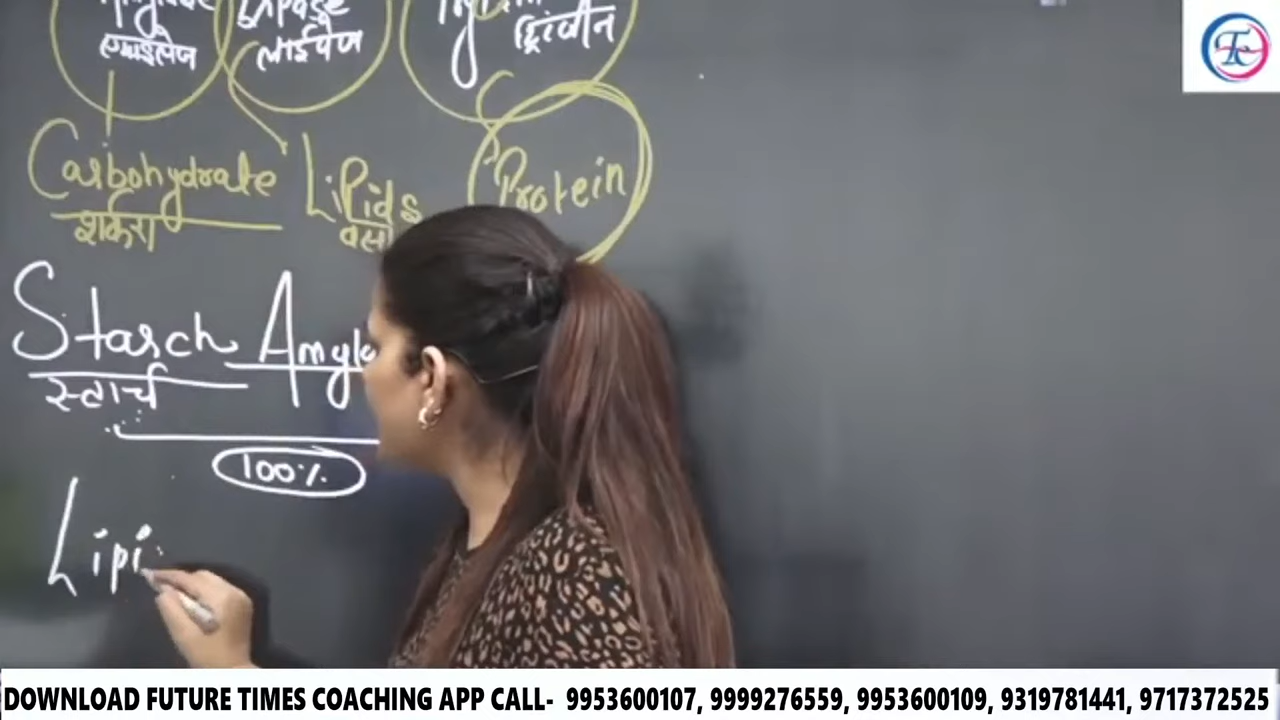 एमाइलेज लाईपेज ट्रिप्सीन
Carbohydrate Lipids Protein
शर्करा
Starch
स्टार्च
100%
Lipi
DOWNLOAD FUTURE TIMES COACHING APP CALL- 9953600107, 9999276559, 9953600109, 9319781441, 9717372525